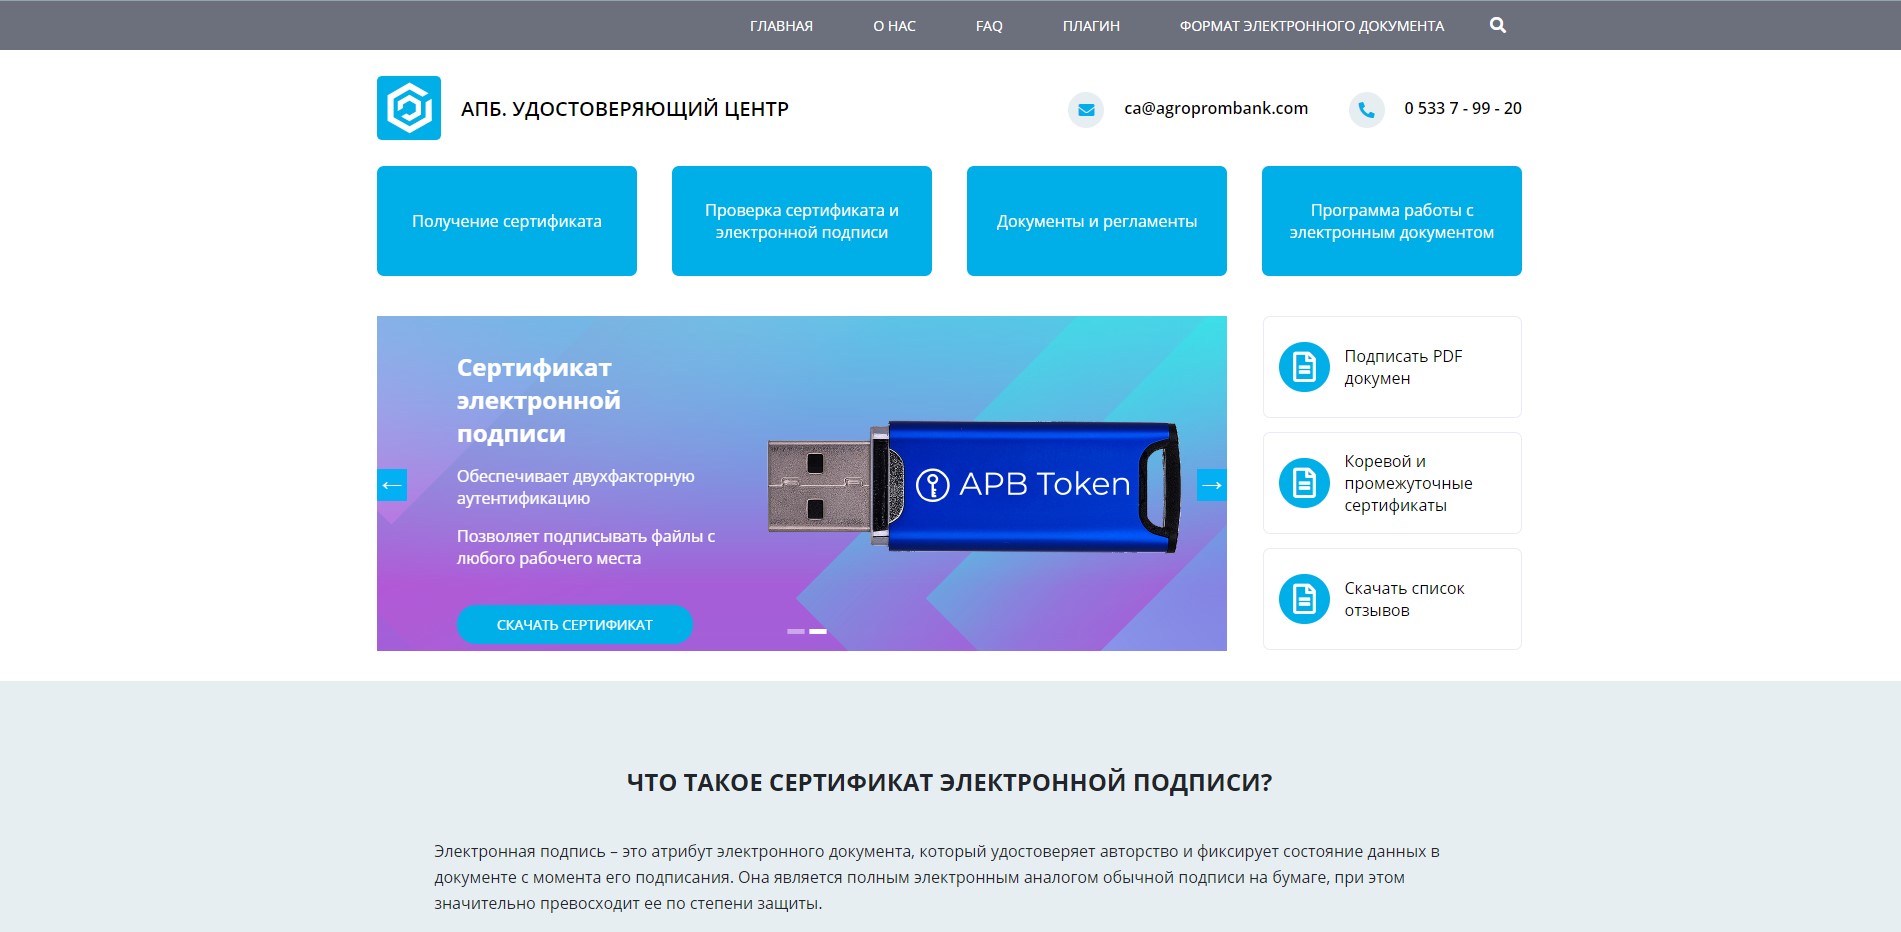 ГЛАВНАЯ О НАС FAQ ПЛАГИН ФОРМАТ ЭЛЕКТРОННОГО ДОКУМЕНТА
АПБ. УДОСТОВЕРЯЮЩИЙ ЦЕНТР
ca@agroprombank.com
0 533 7 - 99 - 20
Получение сертификата
Проверка сертификата и
электронной подписи
Документы и регламенты
Программа работы с
электронным документом
Сертификат
электронной
подписи
Обеспечивает двухфакторную
аутентификацию
Позволяет подписывать файлы с
любого рабочего места
СКАЧАТЬ СЕРТИФИКАТ
APB Token
Подписать PDF
докумен
Коревой и
промежуточные
сертификаты
Скачать список
отзывов
ЧТО ТАКОЕ СЕРТИФИКАТ ЭЛЕКТРОННОЙ ПОДПИСИ?
Электронная подпись – это атрибут электронного документа, который удостоверяет авторство и фиксирует состояние данных в
документе с момента его подписания. Она является полным электронным аналогом обычной подписи на бумаге, при этом
значительно превосходит ее по степени защиты.